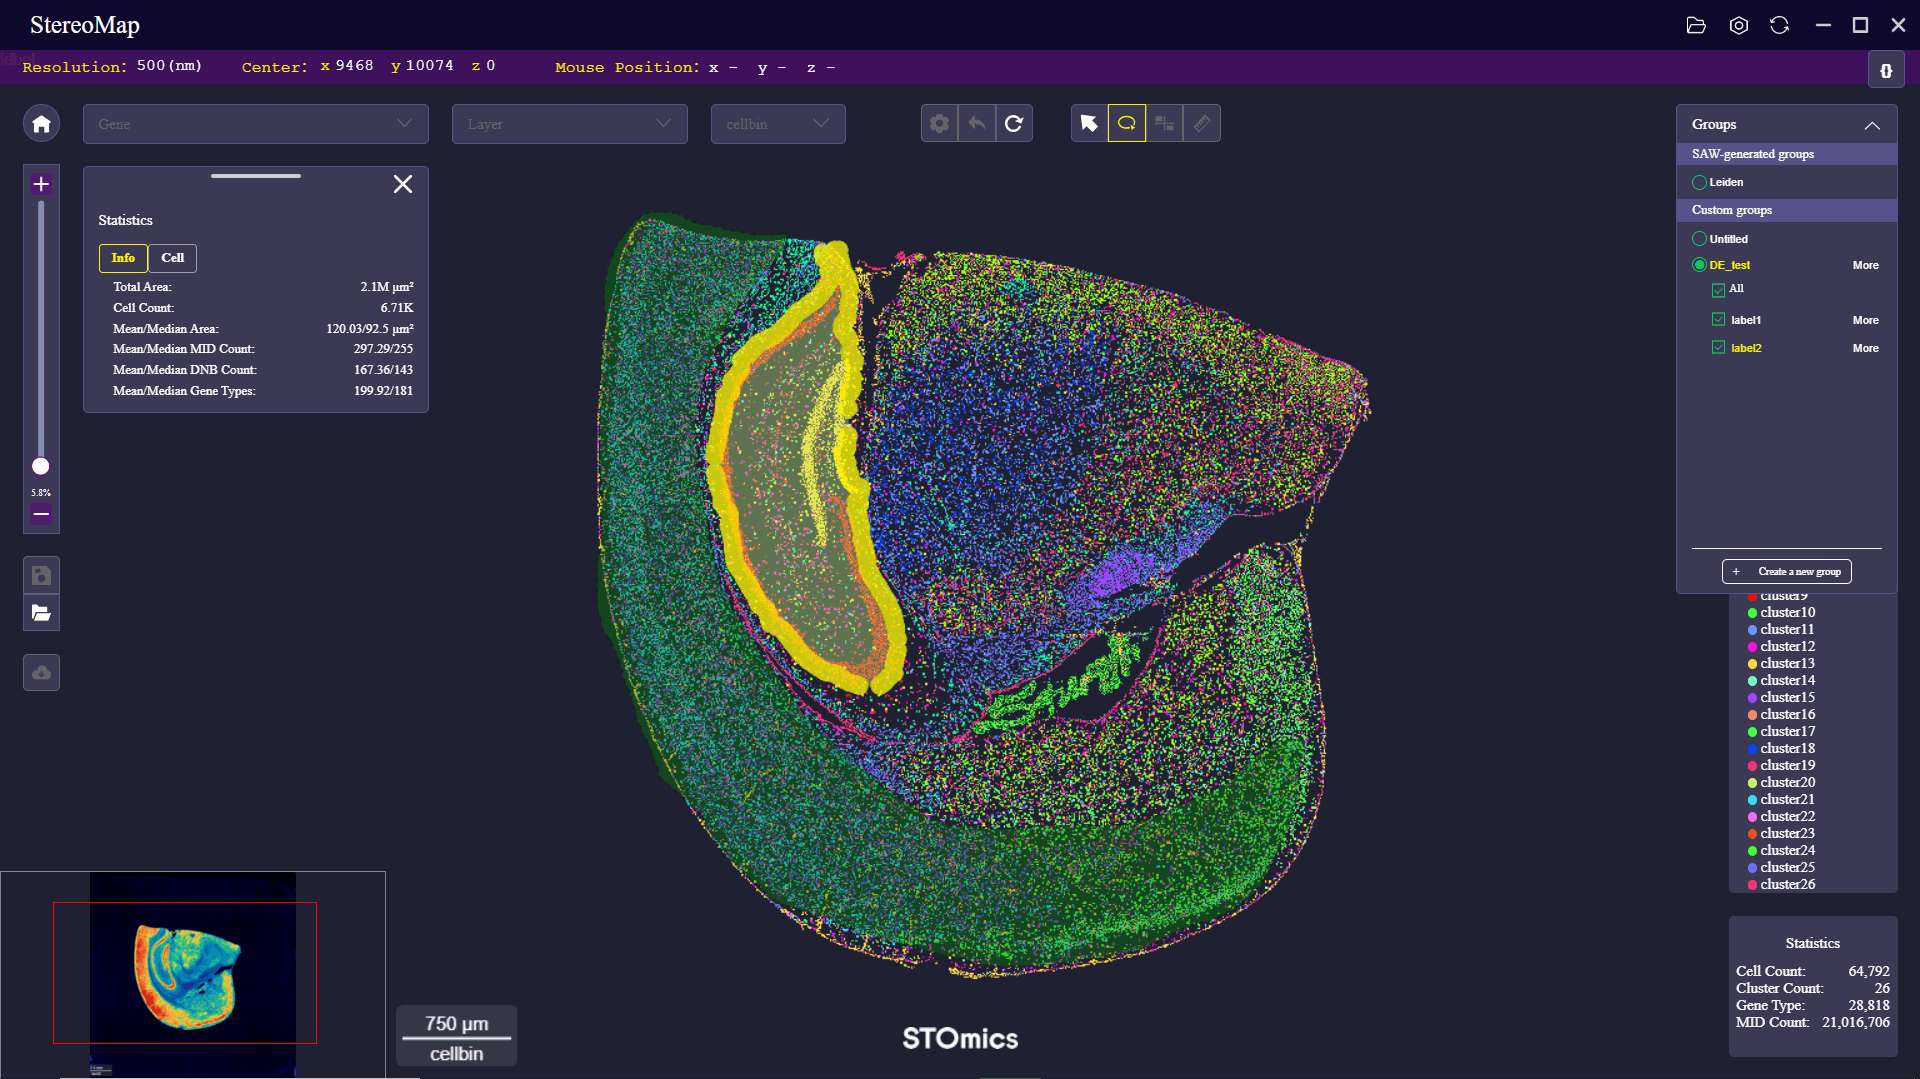 StereoMap
Resolution: 500(nm) Center: x 9468 y 10074 z 0 Mouse Position: x - y - z -
Gene
Layer
cellbin
Statistics
Info Cell
Total Area: 2.1M μm²
Cell Count: 6.71K
Mean/Median Area: 120.03/92.5 μm²
Mean/Median MID Count: 297.29/255
Mean/Median DNB Count: 167.36/143
Mean/Median Gene Types: 199.92/181
5.8%
Groups
SAW-generated groups
Leiden
Custom groups
Untitled
DE_test More
All
label1 More
label2 More
+ Create a new group
cluster9
cluster10
cluster11
cluster12
cluster13
cluster14
cluster15
cluster16
cluster17
cluster18
cluster19
cluster20
cluster21
cluster22
cluster23
cluster24
cluster25
cluster26
Statistics
Cell Count: 64,792
Cluster Count: 26
Gene Type: 28,818
MID Count: 21,016,706
750 μm
cellbin
STOmics